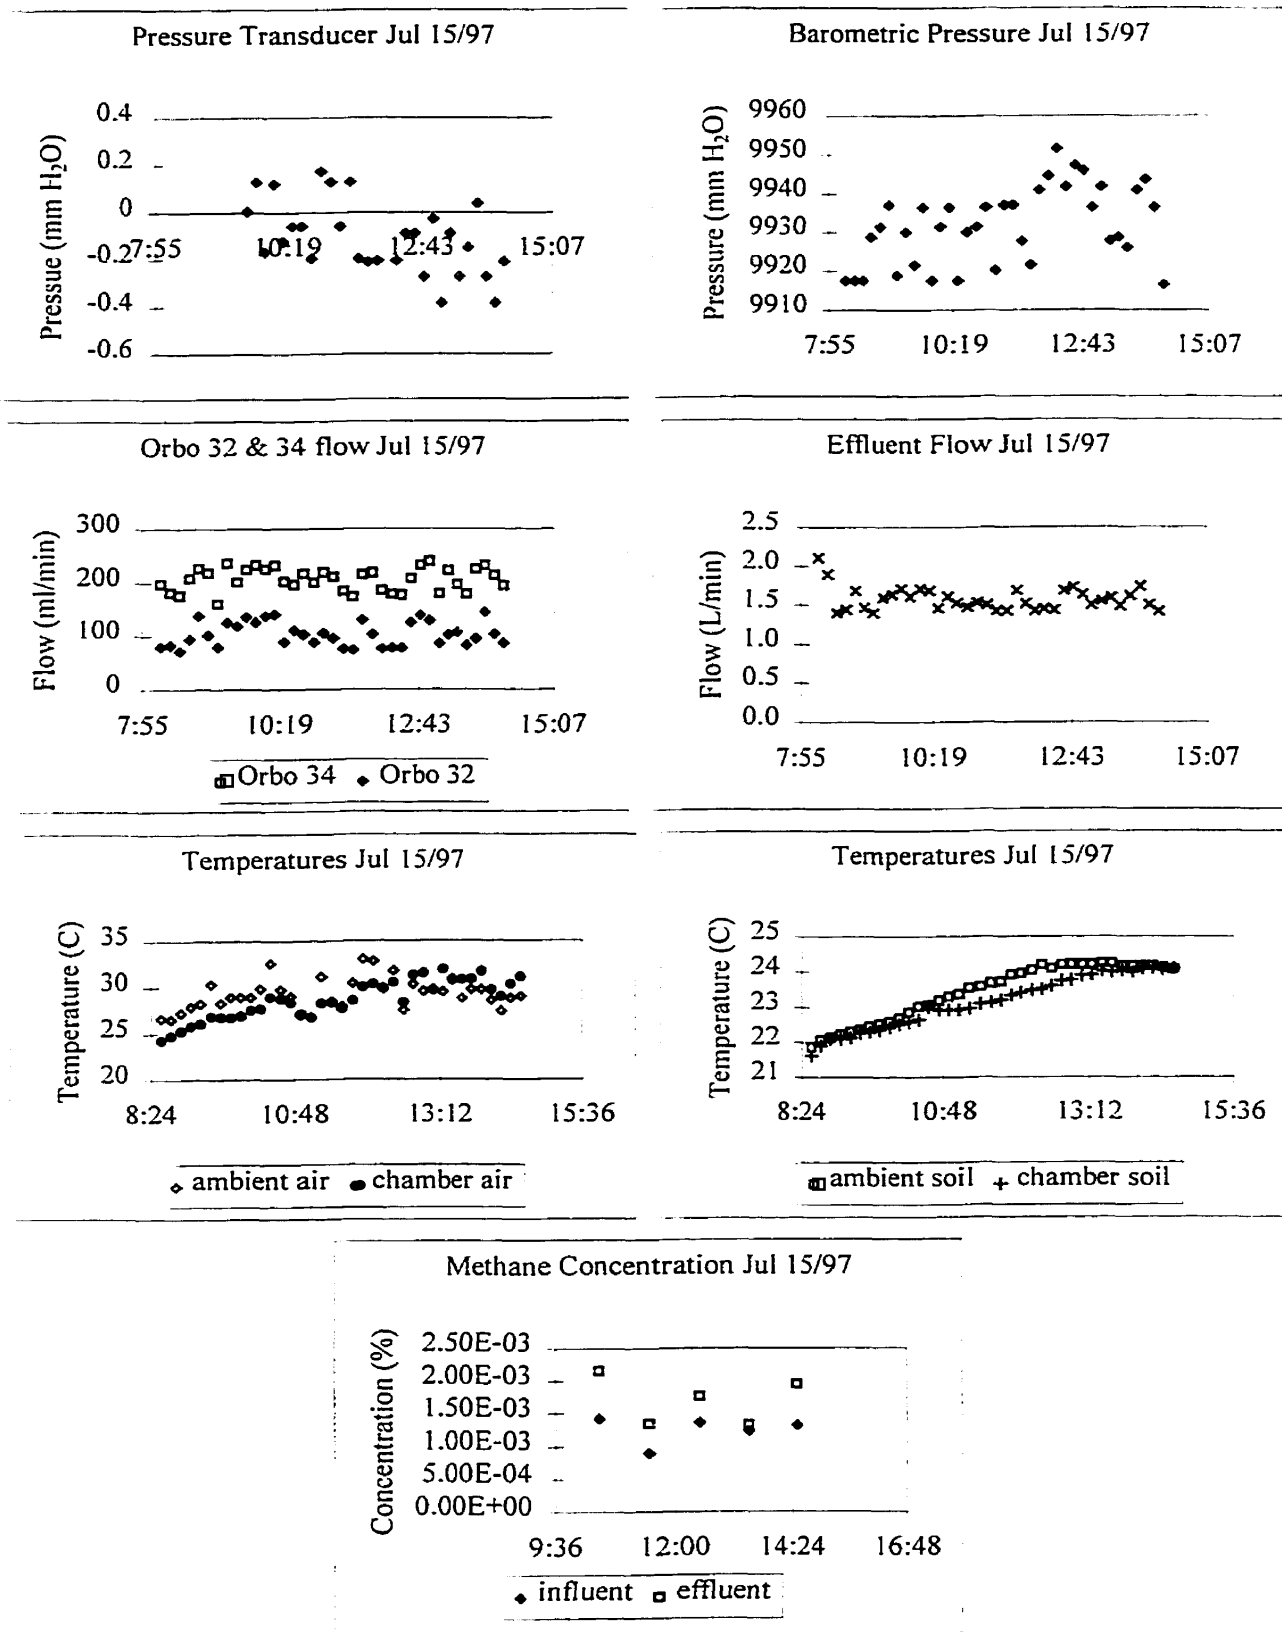 Pressure Transducer Jul 15/97
Pressue (mm H₂O)
0.4
0.2
0
-0.2
-0.4
-0.6
7:55 10:19 12:43 15:07
Barometric Pressure Jul 15/97
Pressure (mm H₂O)
9960
9950
9940
9930
9920
9910
7:55 10:19 12:43 15:07
Orbo 32 & 34 flow Jul 15/97
Flow (ml/min)
300
200
100
0
7:55 10:19 12:43 15:07
Orbo 34 Orbo 32
Effluent Flow Jul 15/97
Flow (L/min)
2.5
2.0
1.5
1.0
0.5
0.0
7:55 10:19 12:43 15:07
Temperatures Jul 15/97
Temperature (C)
35
30
25
20
8:24 10:48 13:12 15:36
ambient air chamber air
Temperatures Jul 15/97
Temperature (C)
25
24
23
22
21
8:24 10:48 13:12 15:36
ambient soil chamber soil
Methane Concentration Jul 15/97
Concentration (%)
2.50E-03
2.00E-03
1.50E-03
1.00E-03
5.00E-04
0.00E+00
9:36 12:00 14:24 16:48
influent effluent